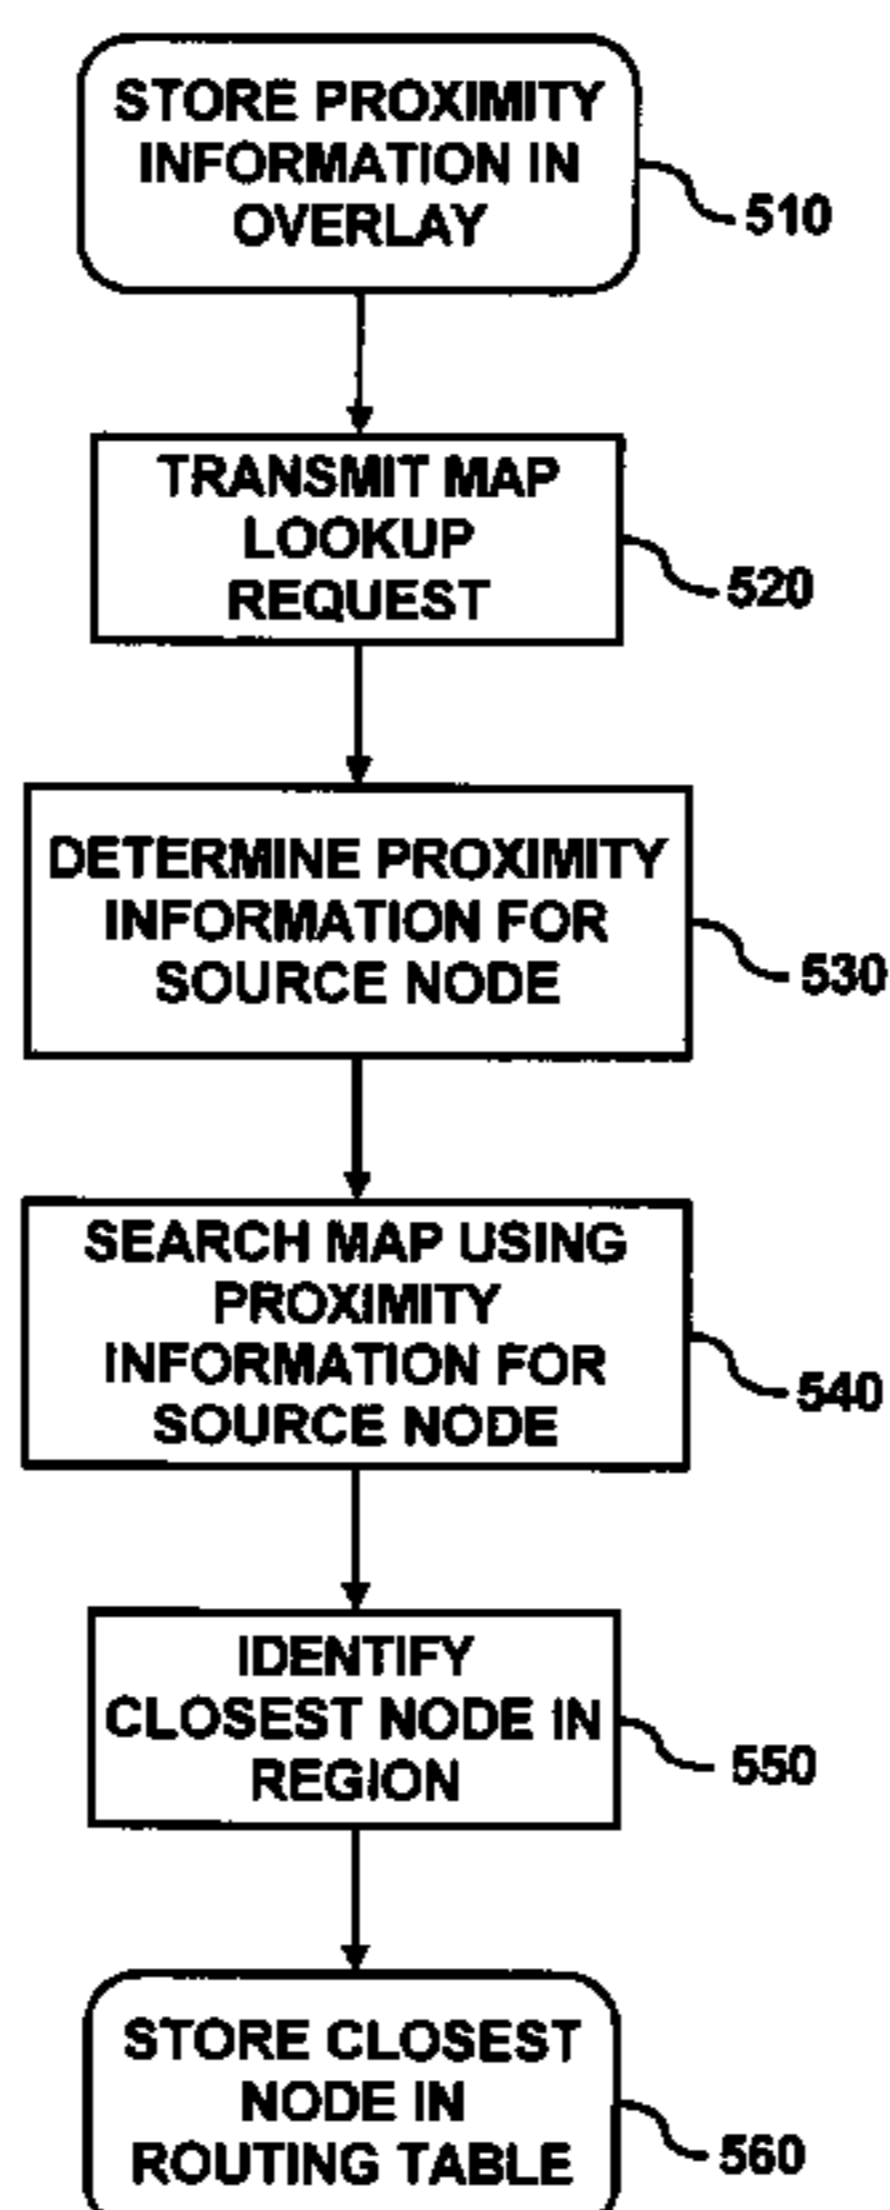 STORE PROXIMITY
INFORMATION IN
OVERLAY
510
TRANSMIT MAP
LOOKUP
REQUEST
520
DETERMINE PROXIMITY
INFORMATION FOR
SOURCE NODE
530
SEARCH MAP USING
PROXIMITY
INFORMATION FOR
SOURCE NODE
540
IDENTIFY
CLOSEST NODE IN
REGION
550
STORE CLOSEST
NODE IN
ROUTING TABLE
560